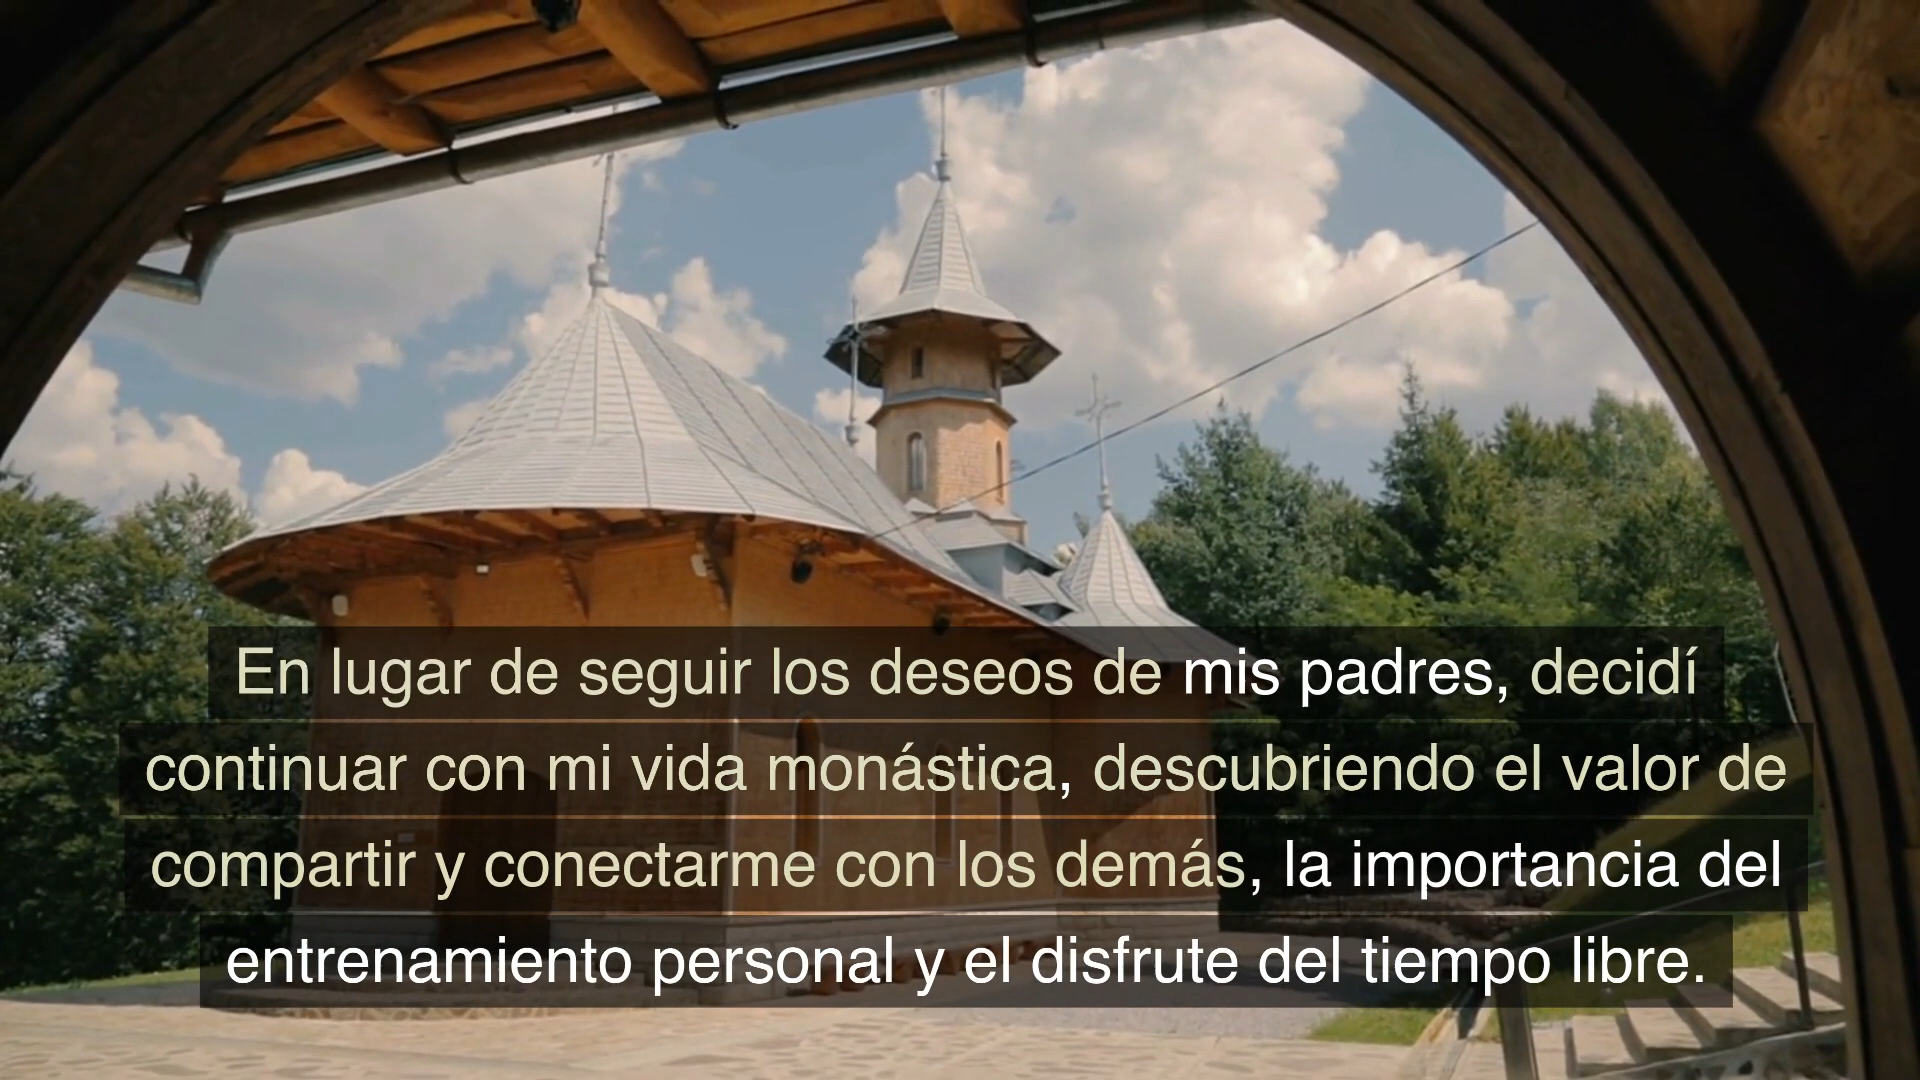 En lugar de seguir los deseos de mis padres, decidí
continuar con mi vida monástica, descubriendo el valor de
compartir y conectarme con los demás, la importancia del
entrenamiento personal y el disfrute del tiempo libre.